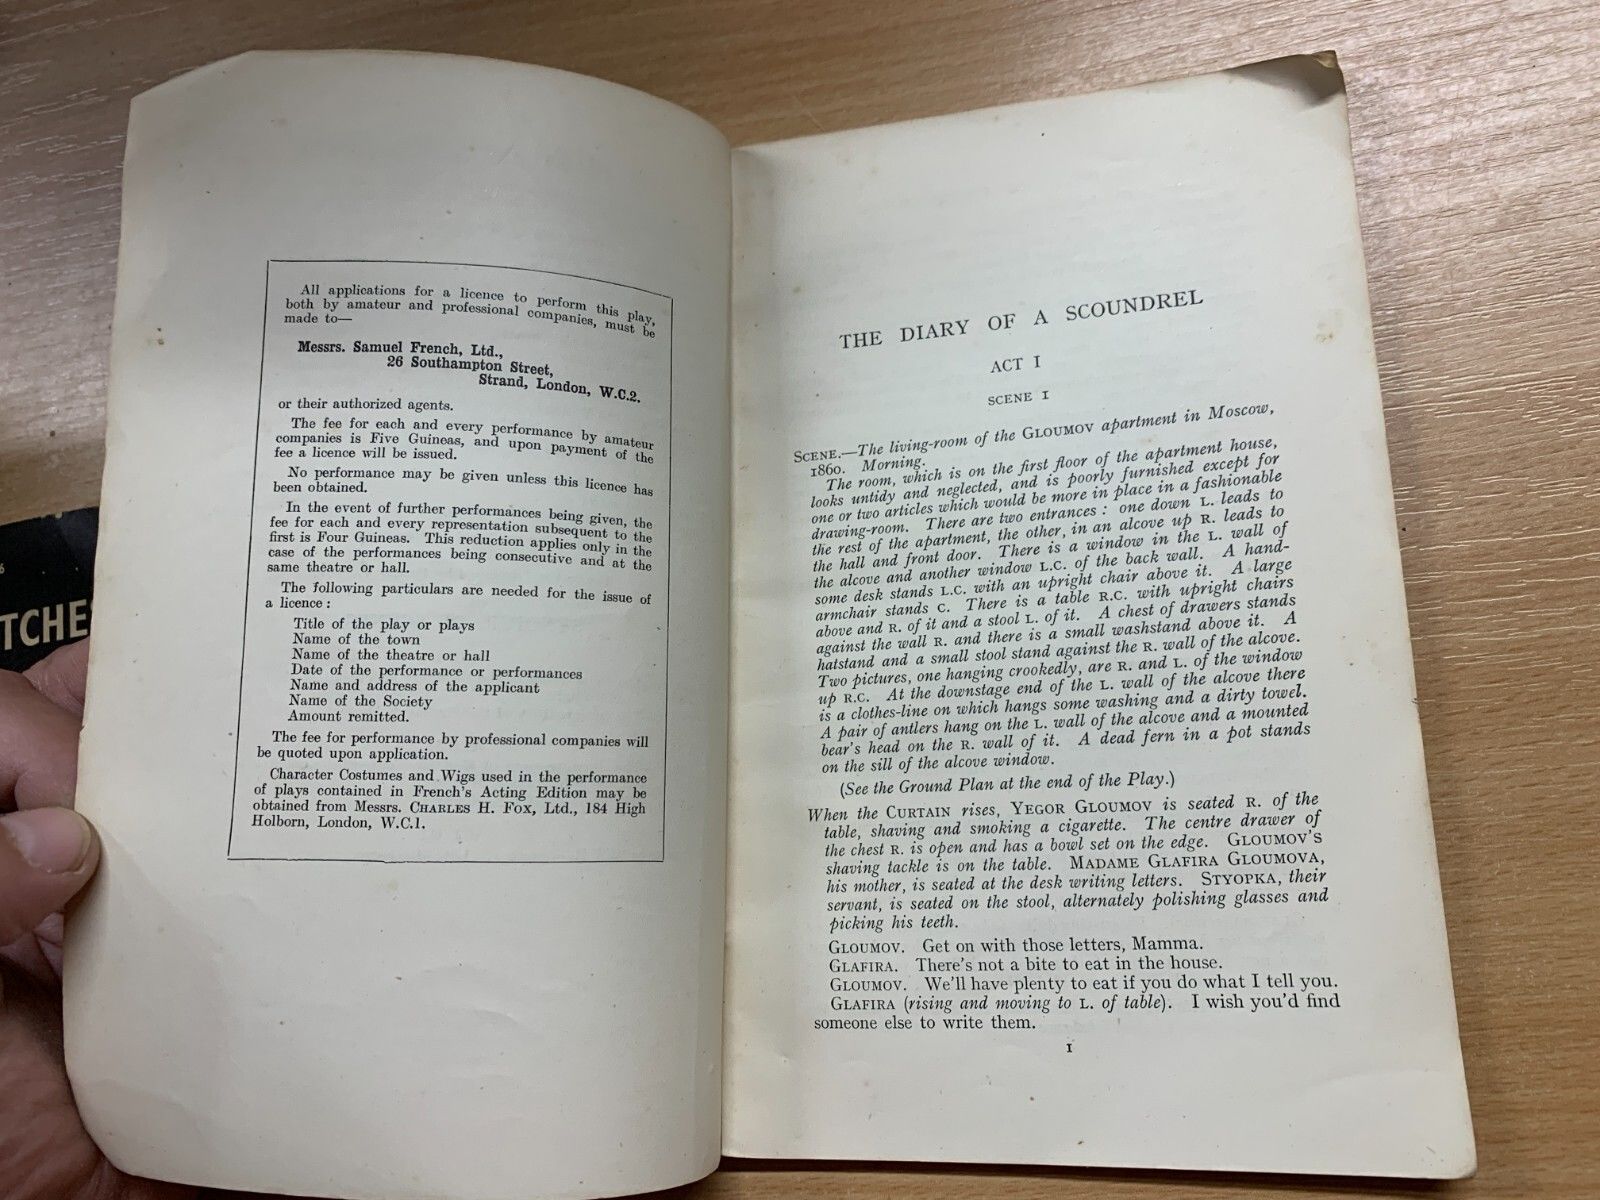 All applications for a licence to perform this play,
both by amateur and professional companies, must be
made to—
Messrs. Samuel French, Ltd.,
26 Southampton Street,
Strand, London, W.C.2.
or their authorized agents.
The fee for each and every performance by amateur
companies is Five Guineas, and upon payment of the
fee a licence will be issued.
No performance may be given unless this licence has
been obtained.
In the event of further performances being given, the
fee for each and every representation subsequent to the
first is Four Guineas. This reduction applies only in the
case of the performances being consecutive and at the
same theatre or hall.
The following particulars are needed for the issue of
a licence:
Title of the play or plays
Name of the town
Name of the theatre or hall
Date of the performance or performances
Name and address of the applicant
Name of the Society
Amount remitted.
The fee for performance by professional companies will
be quoted upon application.
Character Costumes and Wigs used in the performance
of plays contained in French's Acting Edition may be
obtained from Messrs. CHARLES H. FOX, Ltd., 184 High
Holborn, London, W.C.1.
TCHES
6
THE DIARY OF A SCOUNDREL
ACT I
SCENE I
SCENE.—The living-room of the GLOUMOV apartment in Moscow,
1860. Morning.
The room, which is on the first floor of the apartment house,
looks untidy and neglected, and is poorly furnished except for
one or two articles which would be more in place in a fashionable
drawing-room. There are two entrances: one down L. leads to
the rest of the apartment, the other, in an alcove up R. leads to
the hall and front door. There is a window in the L. wall of
the alcove and another window L.C. of the back wall. A hand-
some desk stands L.C. with an upright chair above it. A large
armchair stands C. There is a table R.C. with upright chairs
above and R. of it and a stool L. of it. A chest of drawers stands
against the wall R. and there is a small washstand above it. A
hatstand and a small stool stand against the R. wall of the alcove.
Two pictures, one hanging crookedly, are R. and L. of the window
up R.C. At the downstage end of the L. wall of the alcove there
is a clothes-line on which hangs some washing and a dirty towel.
A pair of antlers hang on the L. wall of the alcove and a mounted
bear's head on the R. wall of it. A dead fern in a pot stands
on the sill of the alcove window.
(See the Ground Plan at the end of the Play.)
When the CURTAIN rises, YEGOR GLOUMOV is seated R. of the
table, shaving and smoking a cigarette. The centre drawer of
the chest R. is open and has a bowl set on the edge. GLOUMOV'S
shaving tackle is on the table. MADAME GLAFIRA GLOUMOVA,
his mother, is seated at the desk writing letters. STYOPKA, their
servant, is seated on the stool, alternately polishing glasses and
picking his teeth.
GLOUMOV. Get on with those letters, Mamma.
GLAFIRA. There's not a bite to eat in the house.
GLOUMOV. We'll have plenty to eat if you do what I tell you.
GLAFIRA (rising and moving to L. of table). I wish you'd find
someone else to write them.
1